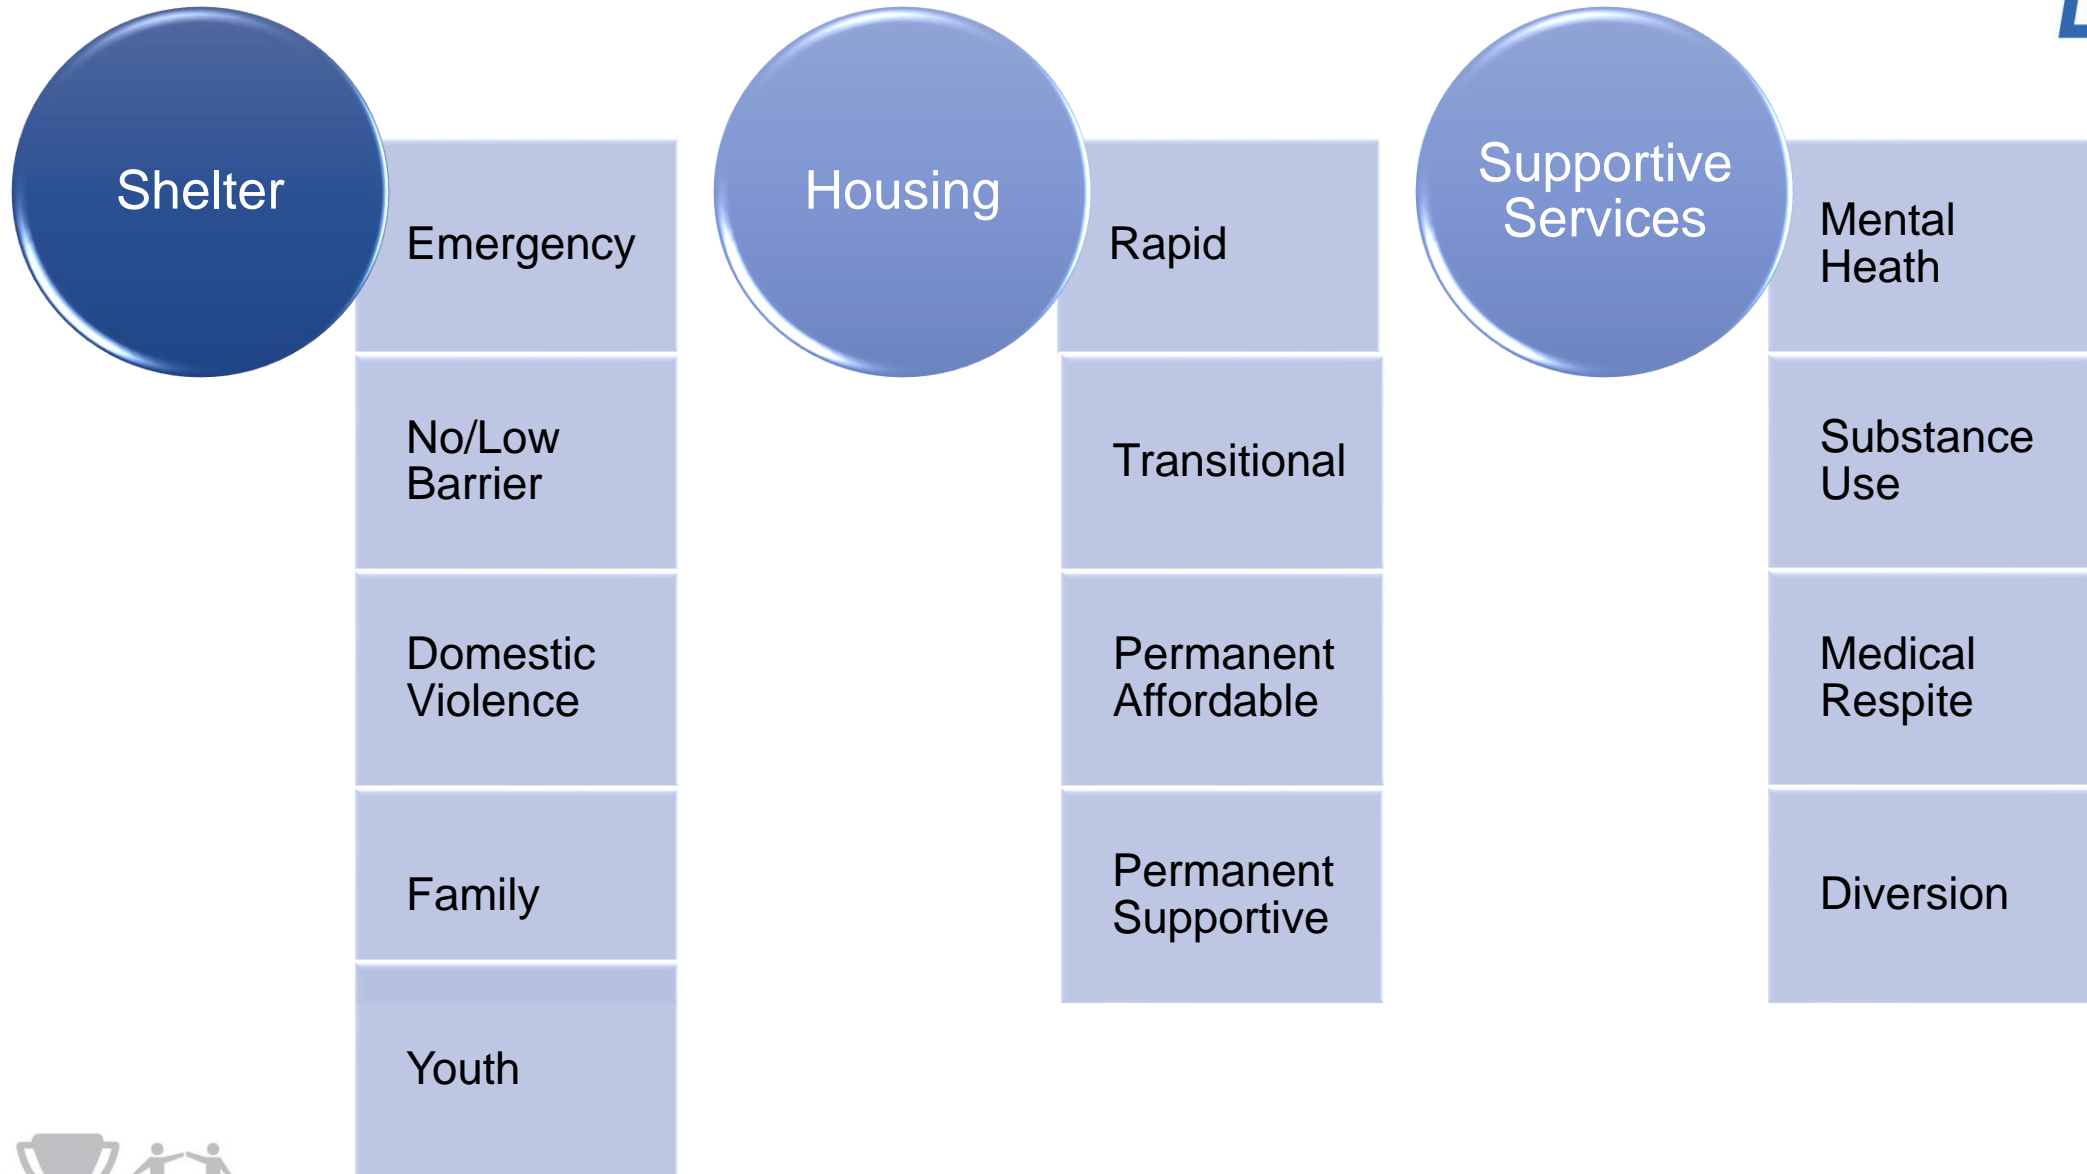 Shelter
Emergency
No/Low
Barrier
Domestic
Violence
Family
Youth
Housing
Rapid
Transitional
Permanent
Affordable
Permanent
Supportive
Supportive
Services
Mental
Heath
Substance
Use
Medical
Respite
Diversion